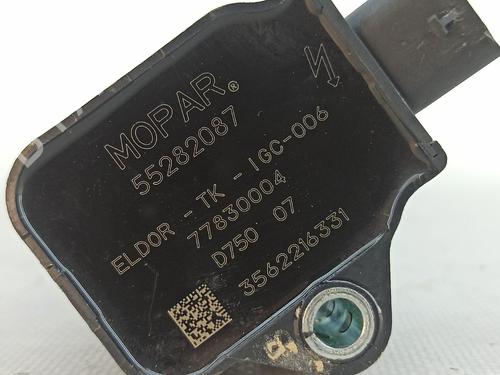 MOPAR®
55282087
ELDOR - TK - IGC-006
77830004
D750 07
3562216331